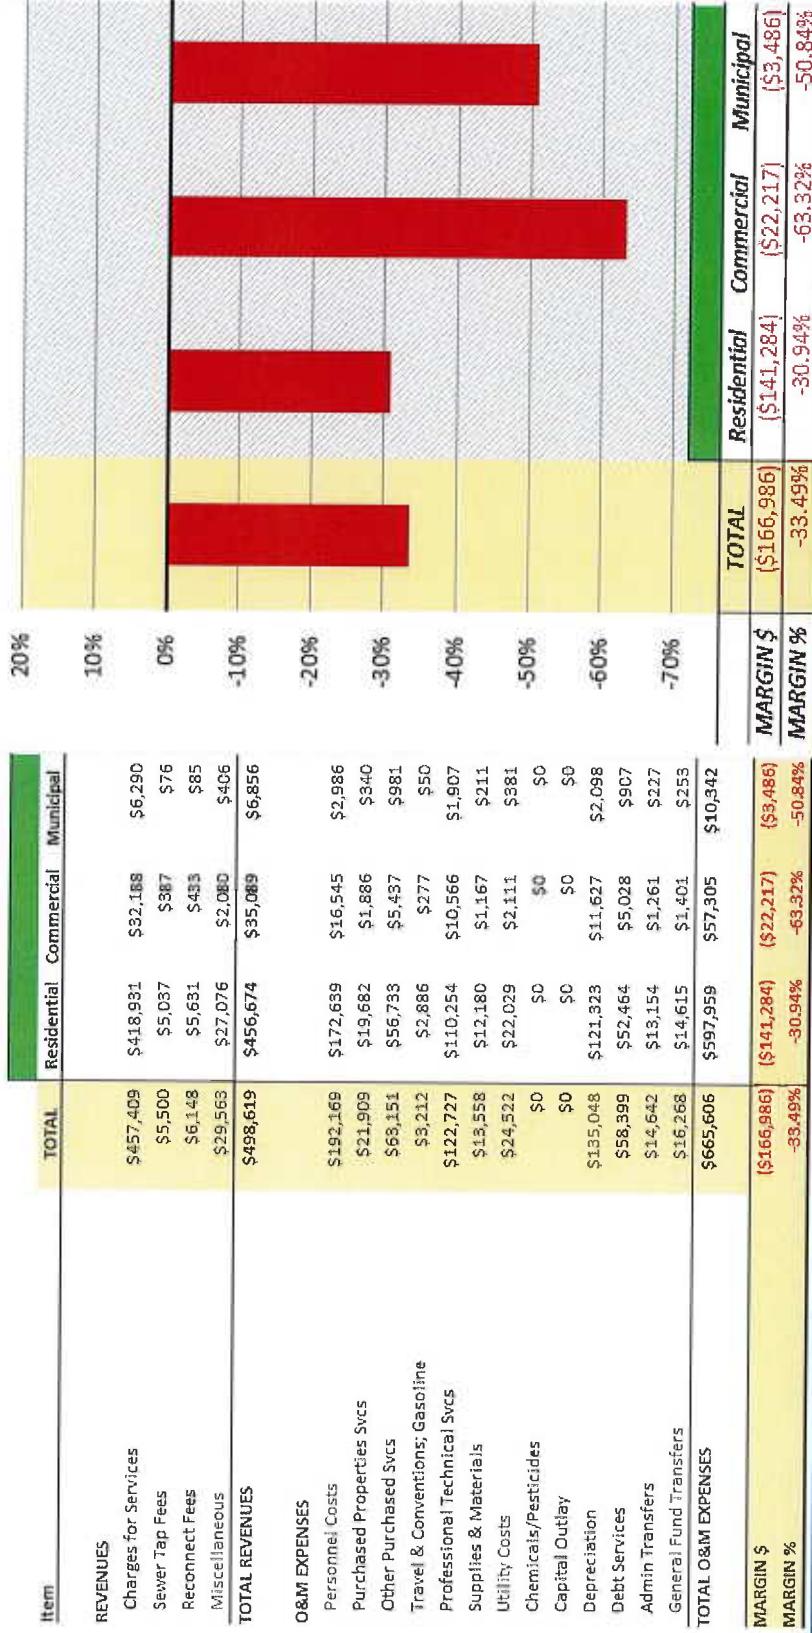 Item TOTAL Residential Commercial Municipal
REVENUES
Charges for Services $457,409 $418,931 $32,188 $6,290
Sewer Tap Fees $5,500 $5,037 $387 $76
Reconnect Fees $6,148 $5,631 $433 $85
Miscellaneous $29,563 $27,076 $2,080 $406
TOTAL REVENUES $498,619 $456,674 $35,089 $6,856
O&M EXPENSES
Personnel Costs $192,169 $172,639 $16,545 $2,986
Purchased Properties Svcs $21,909 $19,682 $1,886 $340
Other Purchased Svcs $63,151 $56,733 $5,437 $981
Travel & Conventions; Gasoline $3,212 $2,886 $277 $50
Professional Technical Svcs $122,727 $110,254 $10,566 $1,907
Supplies & Materials $13,558 $12,180 $1,167 $211
Utility Costs $24,522 $22,029 $2,111 $381
Chemicals/Pesticides $0 $0 $0 $0
Capital Outlay $0 $0 $0 $0
Depreciation $135,048 $121,323 $11,627 $2,098
Debt Services $58,399 $52,464 $5,028 $907
Admin Transfers $14,642 $13,154 $1,261 $227
General Fund Transfers $16,268 $14,615 $1,401 $253
TOTAL O&M EXPENSES $665,606 $597,959 $57,305 $10,342
MARGIN $ ($166,986) ($141,284) ($22,217) ($3,486)
MARGIN % -33.49% -30.94% -63.32% -50.84%
20%
10%
0%
-10%
-20%
-30%
-40%
-50%
-60%
-70%
TOTAL Residential Commercial Municipal
MARGIN $ ($166,986) ($141,284) ($22,217) ($3,486)
MARGIN % -33.49% -30.94% -63.32% -50.84%